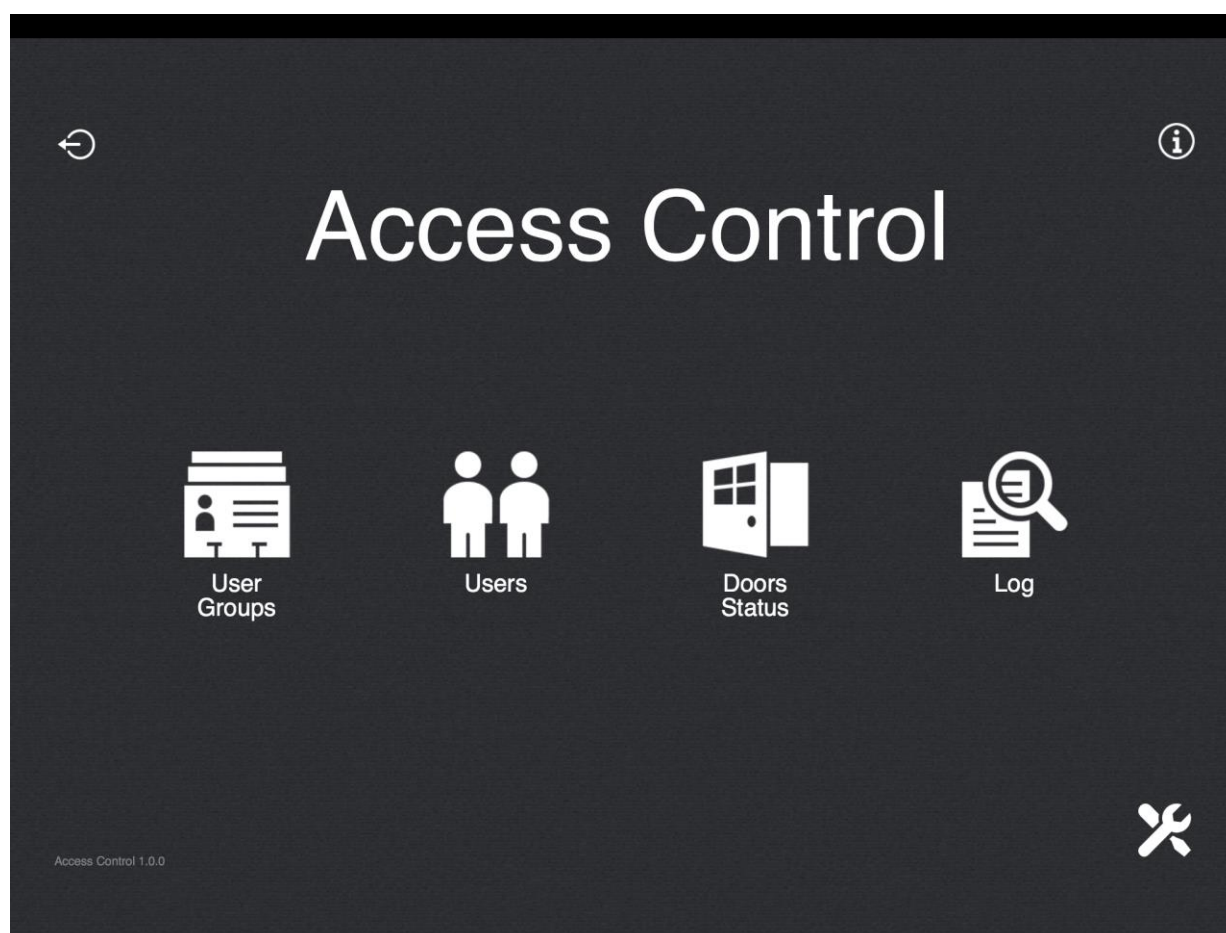 Access Control
User
Groups
Users
Doors
Status
Log
Access Control 1.0.0